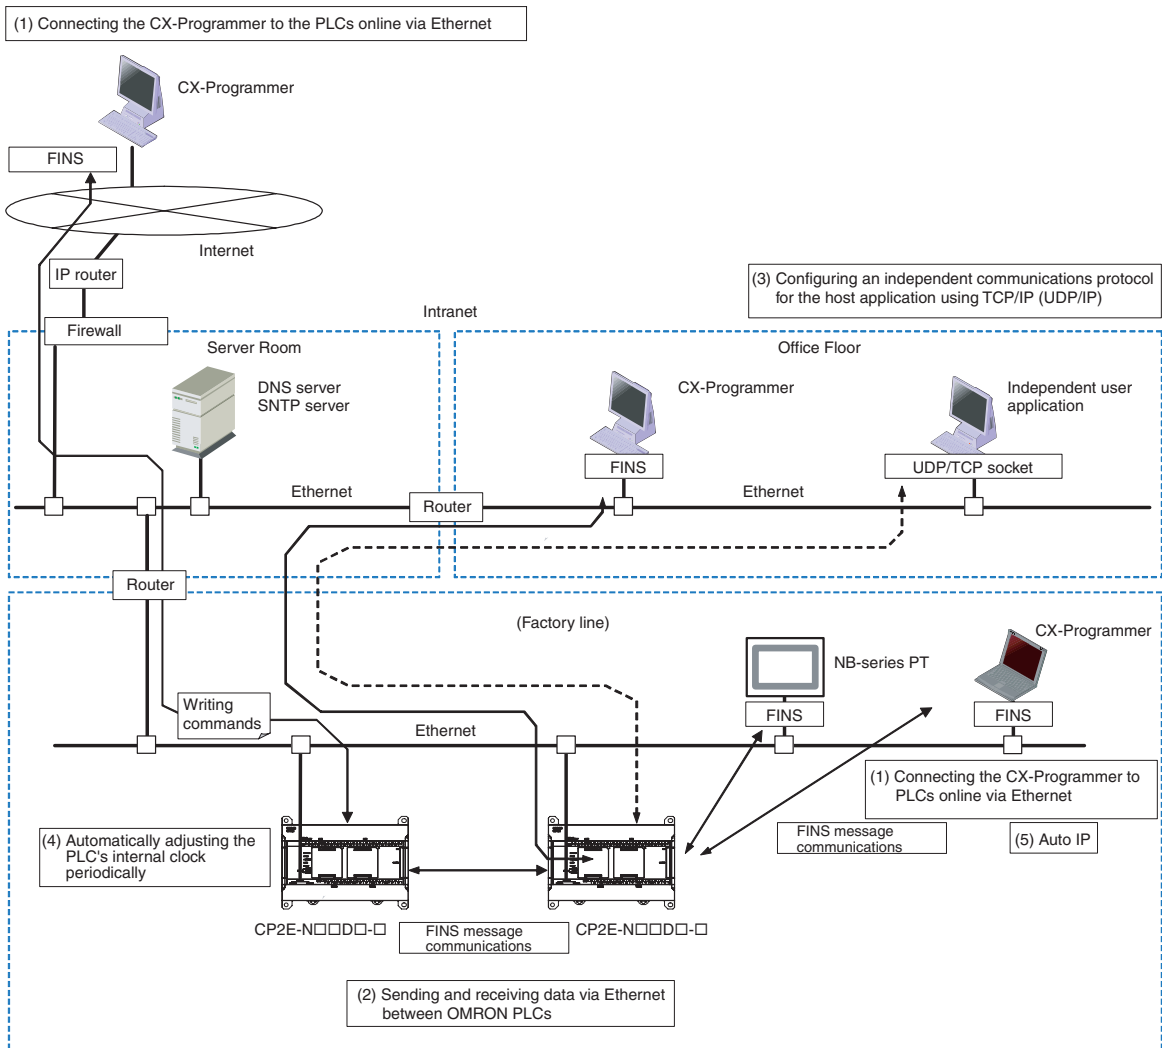 (1) Connecting the CX-Programmer to the PLCs online via Ethernet
CX-Programmer
FINS
Internet
IP router
(3) Configuring an independent communications protocol
for the host application using TCP/IP (UDP/IP)
Intranet
Firewall
Server Room
Office Floor
DNS server
SNTP server
CX-Programmer
Independent user
application
FINS
UDP/TCP socket
Ethernet
Router
Ethernet
Router
(Factory line)
CX-Programmer
NB-series PT
Writing
commands
FINS
FINS
Ethernet
(1) Connecting the CX-Programmer to
PLCs online via Ethernet
(4) Automatically adjusting the
PLC's internal clock
periodically
FINS message
communications
(5) Auto IP
CP2E-N□□D□-□
FINS message
communications
CP2E-N□□D□-□
(2) Sending and receiving data via Ethernet
between OMRON PLCs